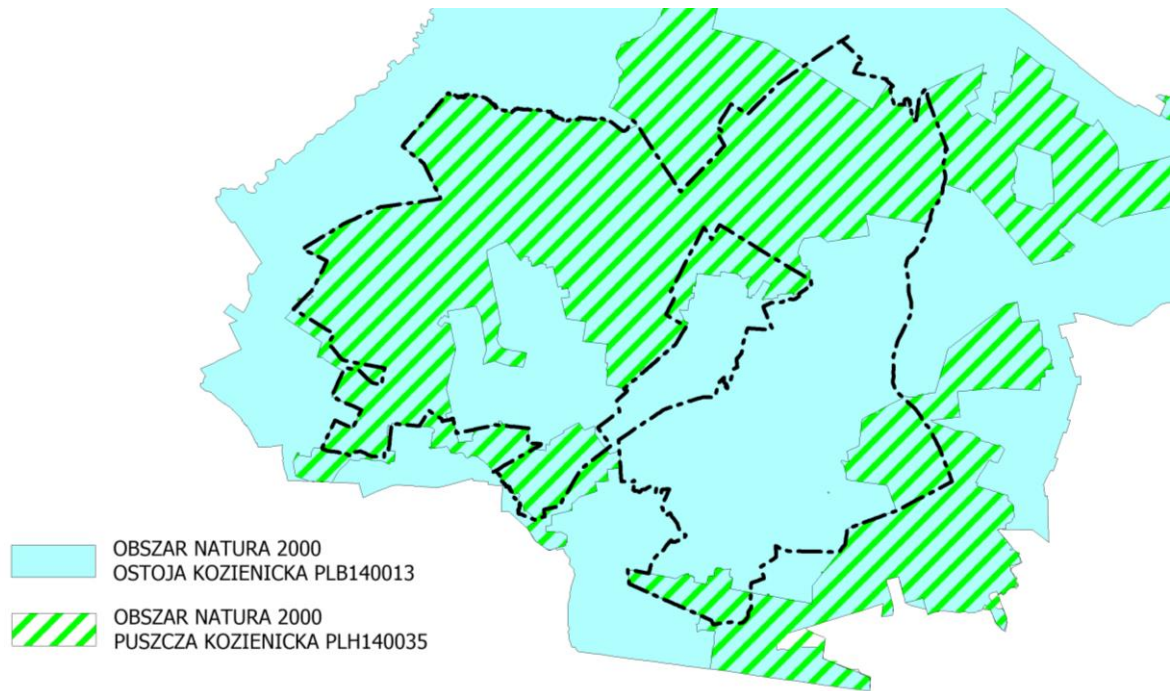 OBSZAR NATURA 2000
OSTOJA KOZIENICKA PLB140013
OBSZAR NATURA 2000
PUSZCZA KOZIENICKA PLH140035